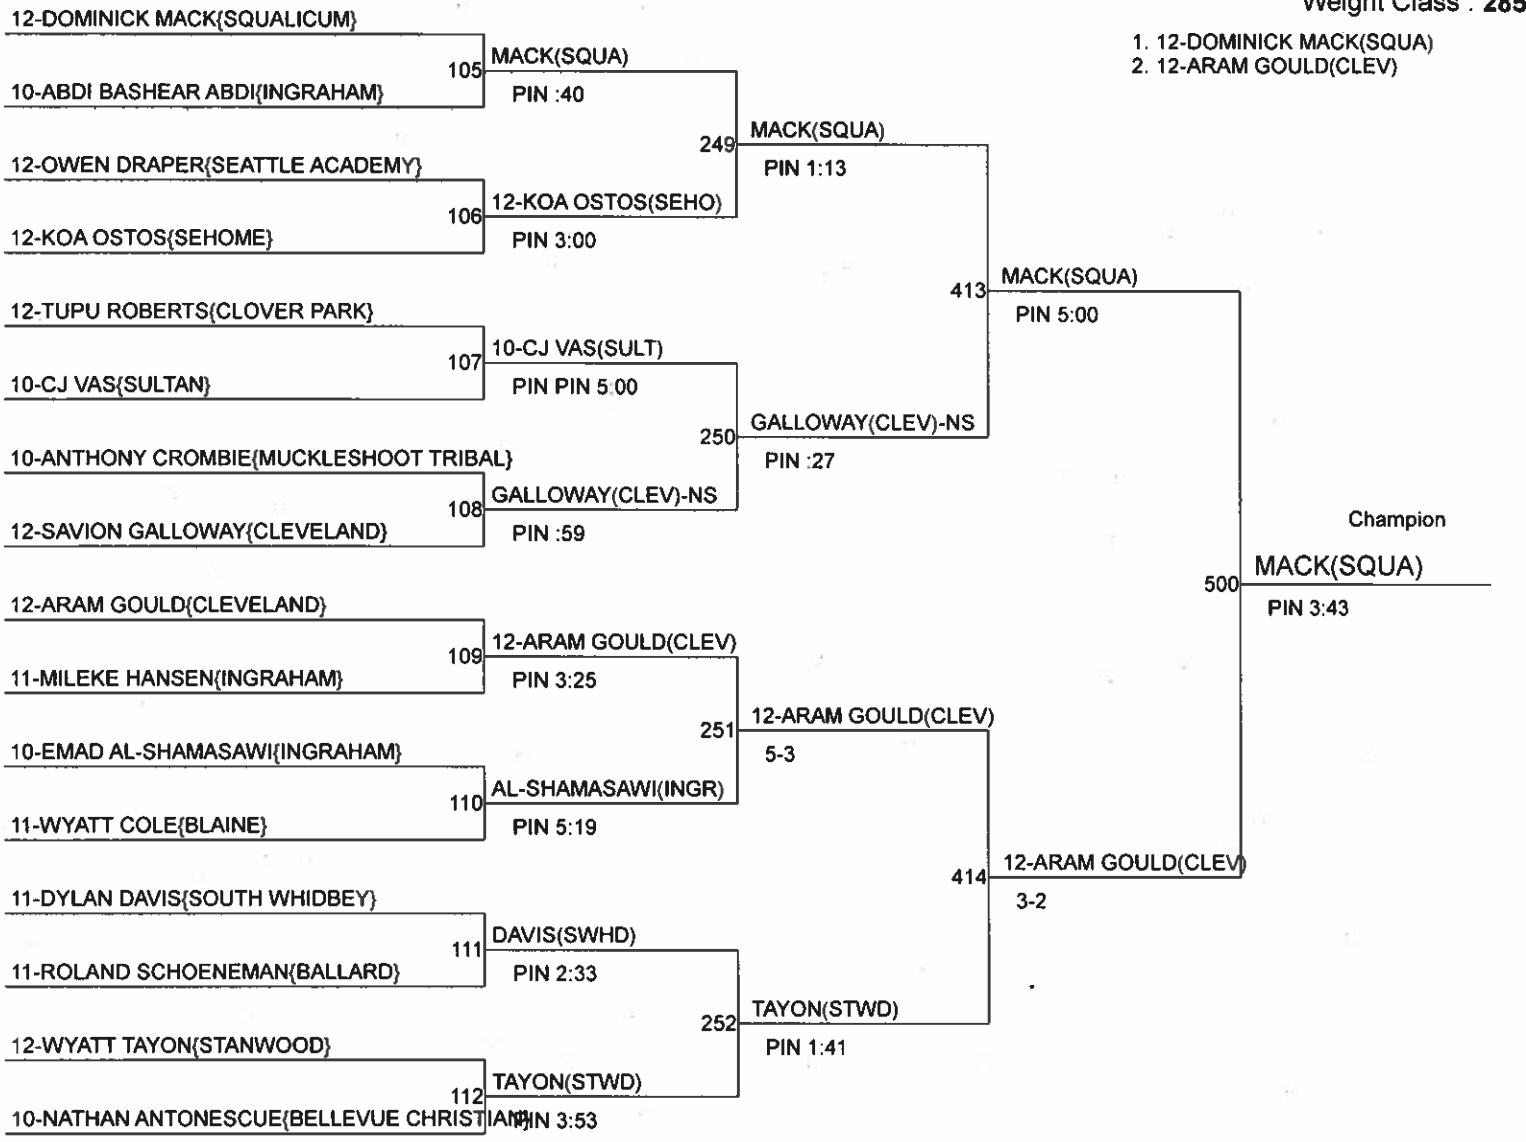 Weight Class : 285
1. 12-DOMINICK MACK(SQUA)
2. 12-ARAM GOULD(CLEV)
12-DOMINICK MACK{SQUALICUM}
105
MACK(SQUA)
PIN :40
10-ABDI BASHEAR ABDI{INGRAHAM}
249
MACK(SQUA)
PIN 1:13
12-OWEN DRAPER{SEATTLE ACADEMY}
106
12-KOA OSTOS(SEHO)
PIN 3:00
12-KOA OSTOS{SEHOME}
413
MACK(SQUA)
PIN 5:00
12-TUPU ROBERTS{CLOVER PARK}
107
10-CJ VAS(SULT)
PIN PIN 5:00
10-CJ VAS{SULTAN}
250
GALLOWAY(CLEV)-NS
PIN :27
10-ANTHONY CROMBIE{MUCKLESHOOT TRIBAL}
108
GALLOWAY(CLEV)-NS
PIN :59
12-SAVION GALLOWAY{CLEVELAND}
Champion
500
MACK(SQUA)
PIN 3:43
12-ARAM GOULD{CLEVELAND}
109
12-ARAM GOULD(CLEV)
PIN 3:25
11-MILEKE HANSEN{INGRAHAM}
251
12-ARAM GOULD(CLEV)
5-3
10-EMAD AL-SHAMASAWI{INGRAHAM}
110
AL-SHAMASAWI(INGR)
PIN 5:19
11-WYATT COLE{BLAINE}
414
12-ARAM GOULD(CLEV)
3-2
11-DYLAN DAVIS{SOUTH WHIDBEY}
111
DAVIS(SWHD)
PIN 2:33
11-ROLAND SCHOENEMAN{BALLARD}
252
TAYON(STWD)
PIN 1:41
12-WYATT TAYON{STANWOOD}
112
TAYON(STWD)
PIN 3:53
10-NATHAN ANTONESCUE{BELLEVUE CHRISTIAN}